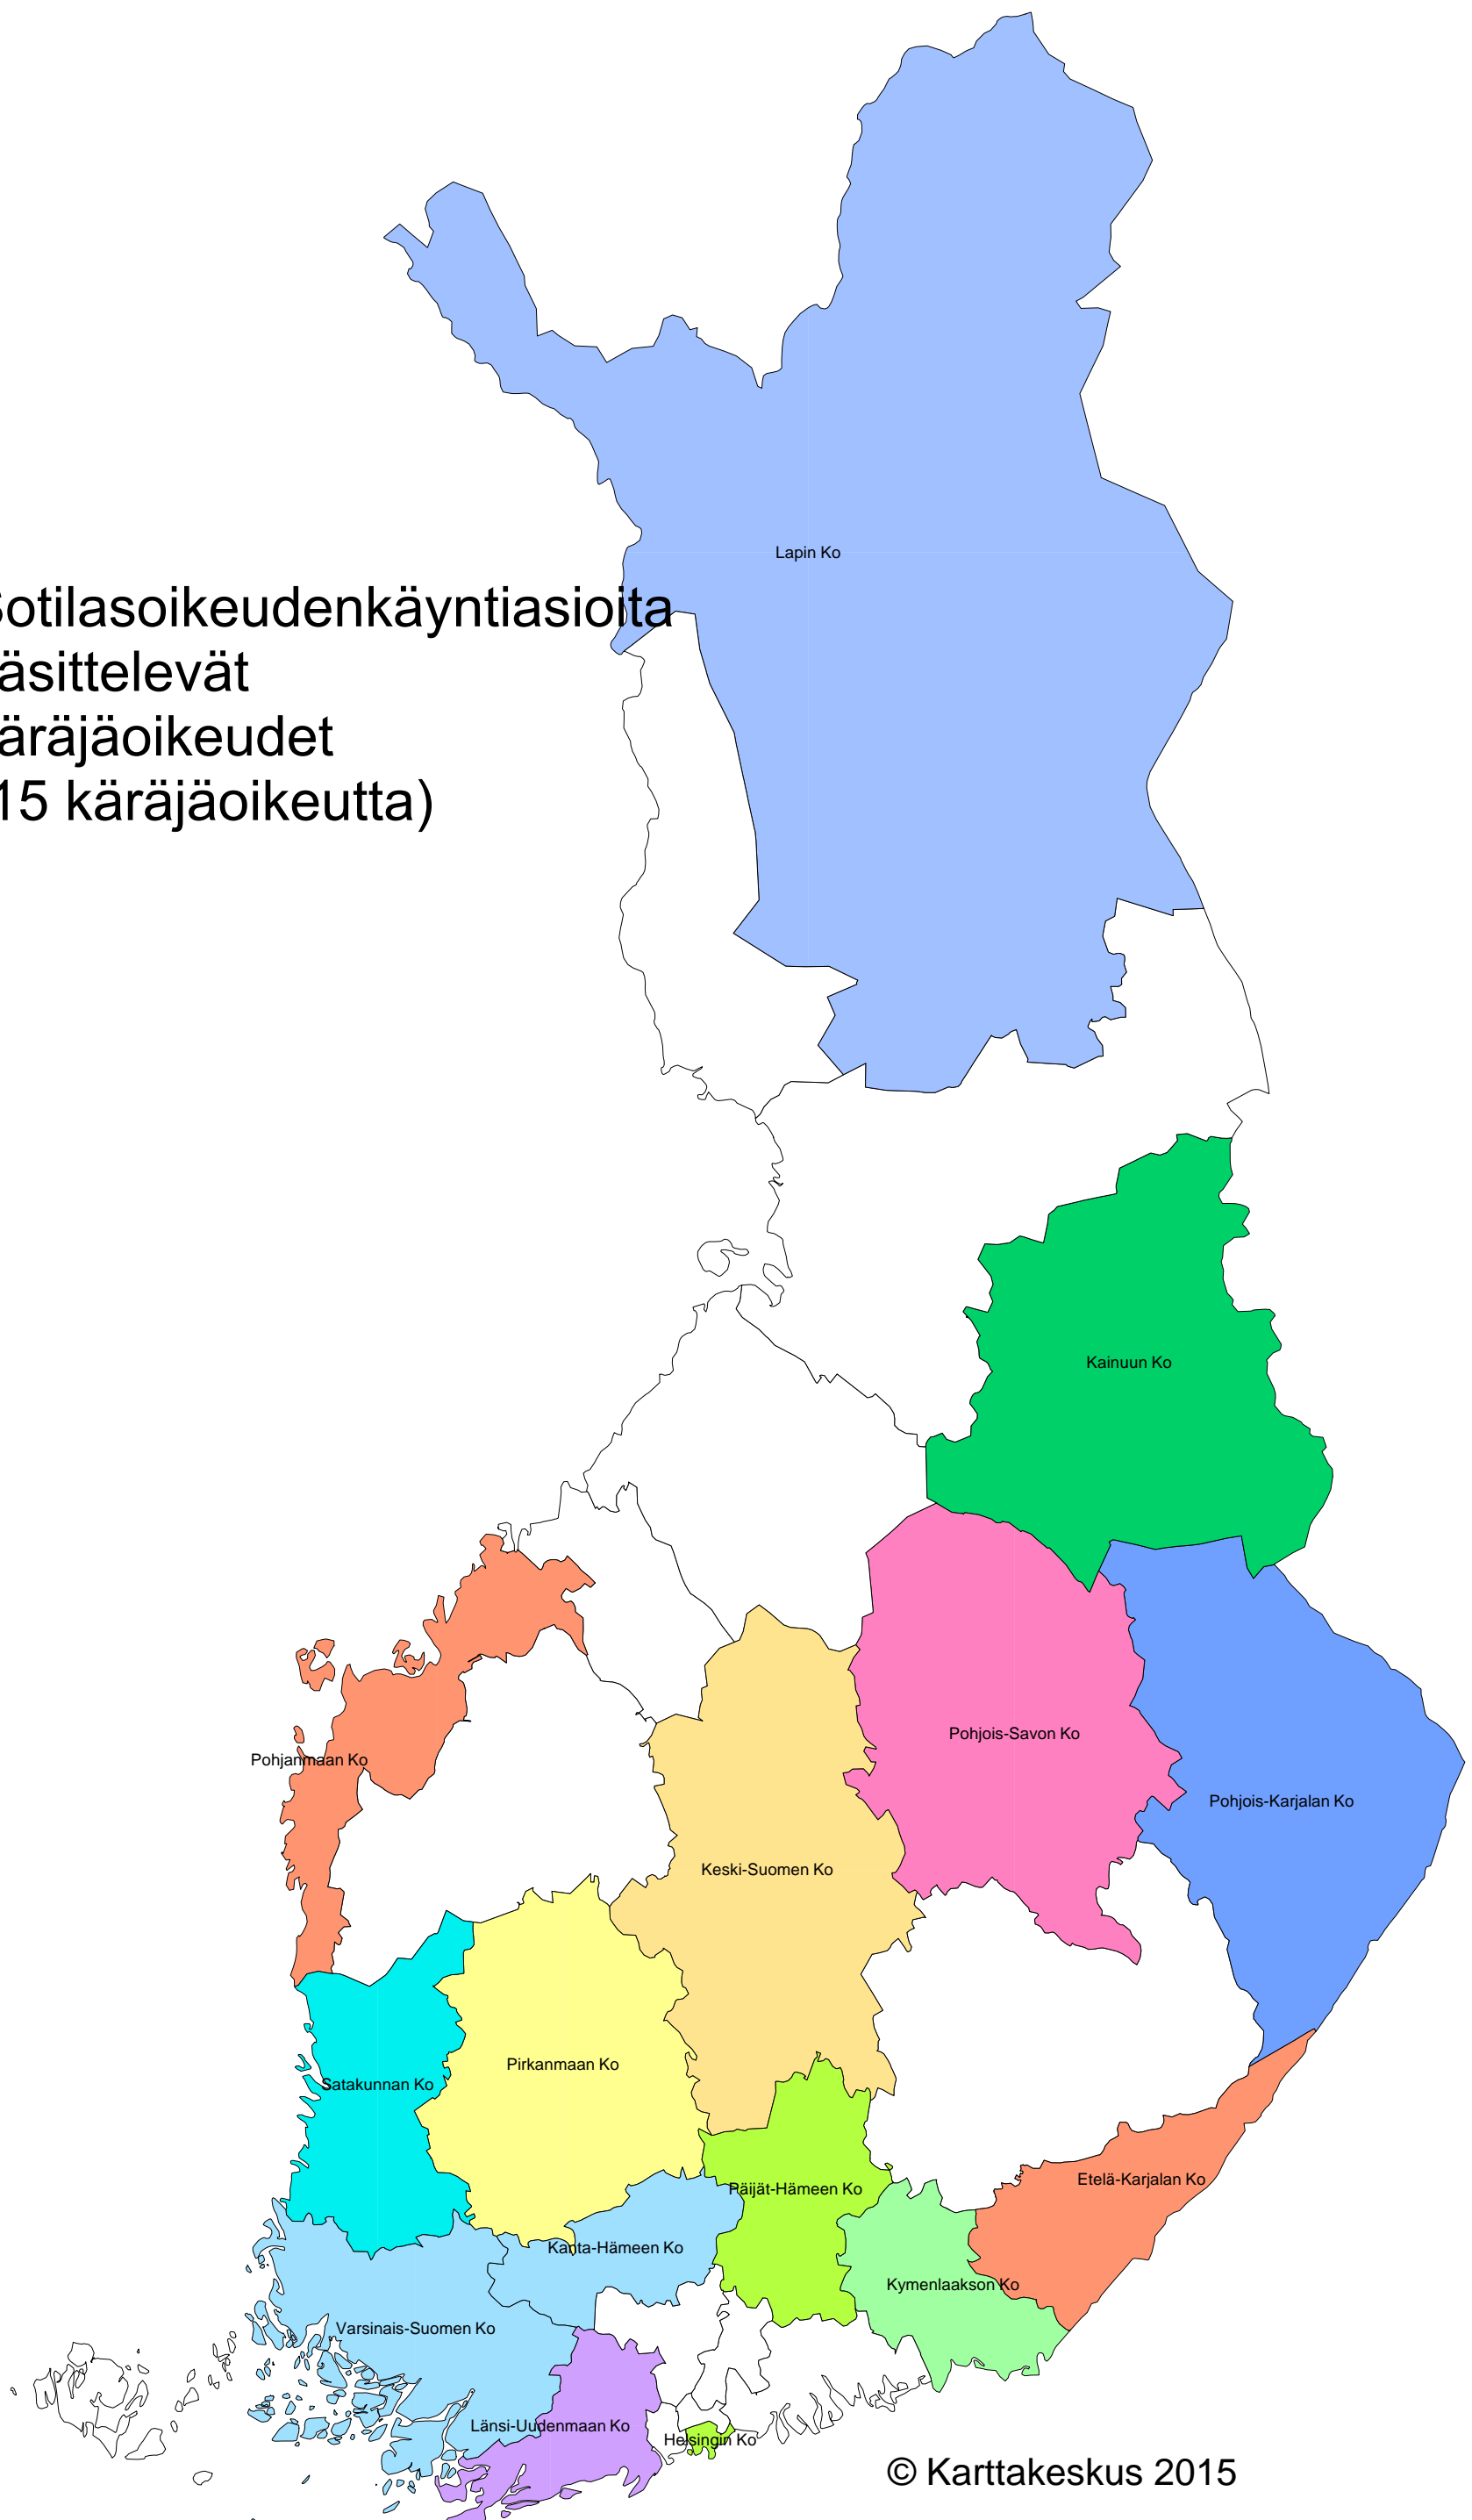 Lapin Ko
Sotilasoikeudenkäyntiasioita
äsittelevät
äräjäoikeudet
15 käräjäoikeutta)
Kainuun Ko
Pohjois-Savon Ko
Pohjanmaan Ko
Pohjois-Karjalan Ko
Keski-Suomen Ko
Pirkanmaan Ko
Satakunnan Ko
Etelä-Karjalan Ko
Päijät-Hämeen Ko
Kanta-Hämeen Ko
Kymenlaakson Ko
Varsinais-Suomen Ko
Länsi-Uudenmaan Ko
Helsingin Ko
© Karttakeskus 2015